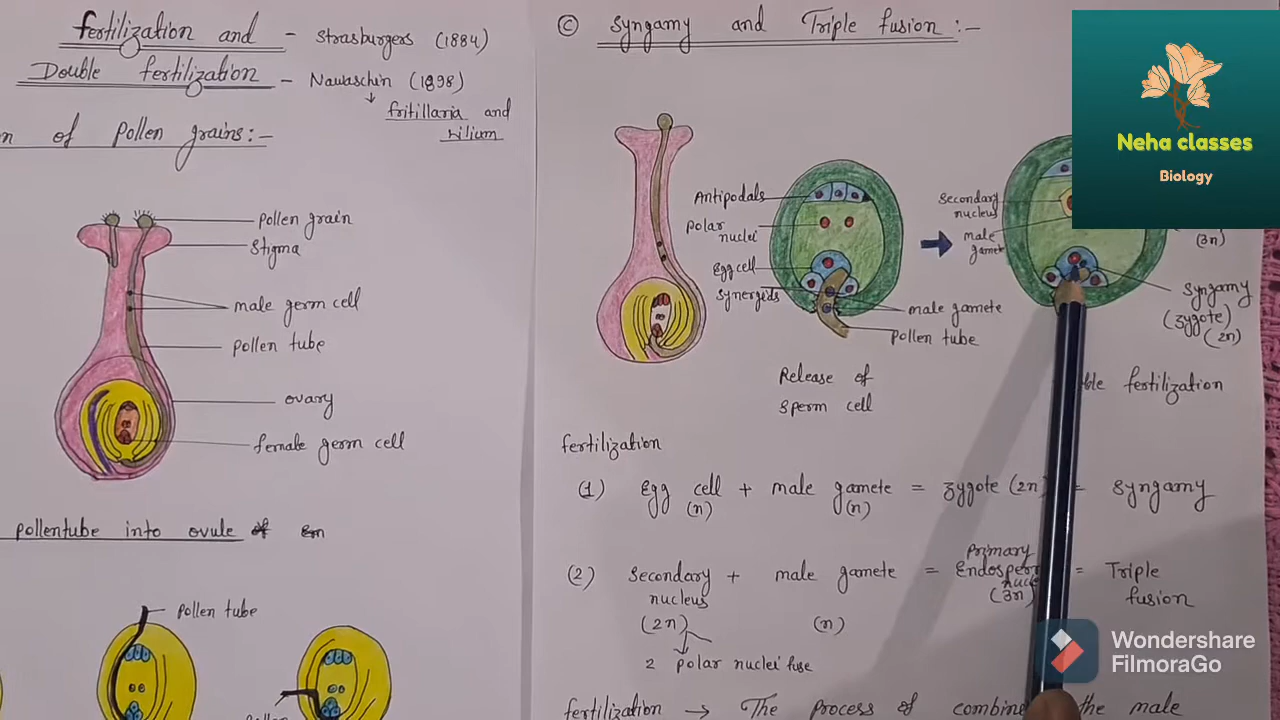 fertilization and - Strasburgers (1884)
Double fertilization - Nawaschin (1898)
fritillaria and
lilium
of pollen grains:-
pollen grain
Stigma
male germ cell
pollen tube
ovary
female germ cell
pollentube into ovule
pollen tube
© Syngamy and Triple fusion :-
Antipodals
polar nuclei
Egg cell
Synergids
male gamete
pollen tube
Release of
sperm cell
Secondary
nucleus
male
(3n)
Syngamy
(zygote)
(2n)
fertilization
fertilization
(1) Egg cell + male gamete = zygote (2n) = Syngamy
(n) (n)
(2) Secondary nucleus + male gamete = Primary = Triple fusion
(2n) (n) (3n)
2 polar nuclei fuse
fertilization → The process of the male
Neha classes
Biology
Wondershare
FilmoraGo